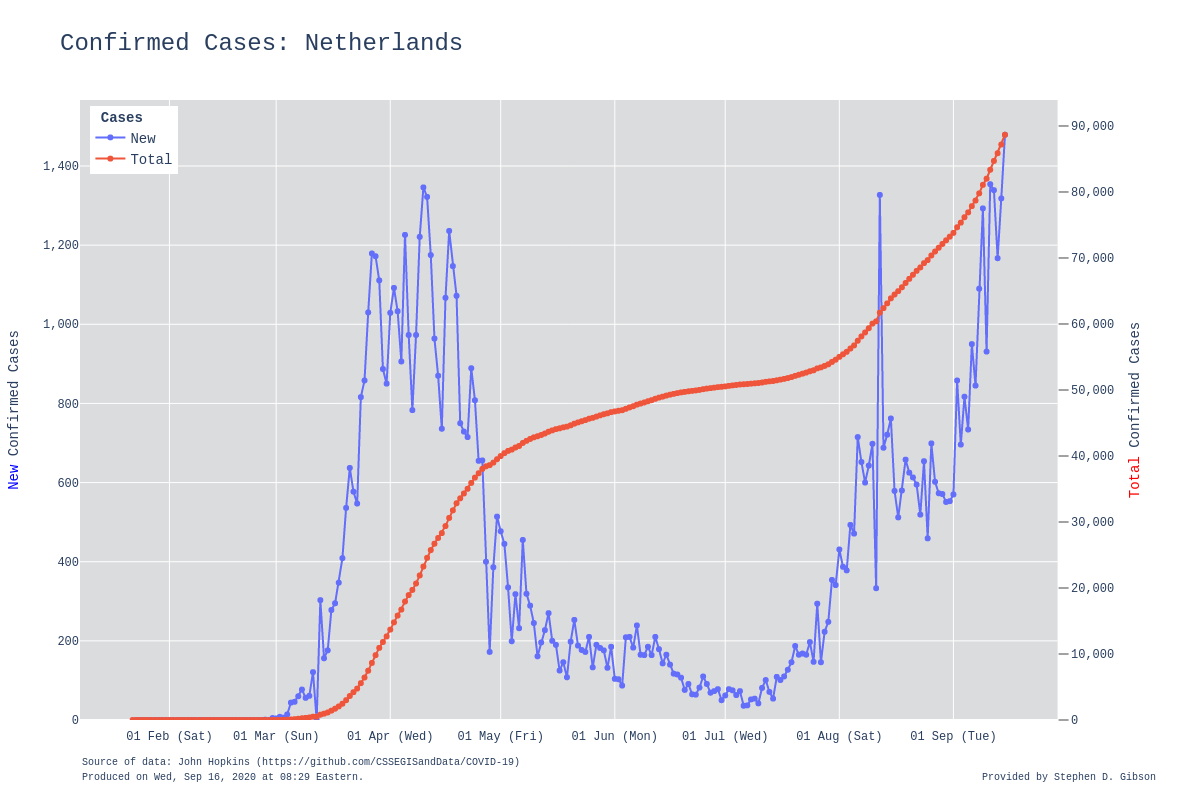 Confirmed Cases: Netherlands
Cases
New
Total
1,400
1,200
1,000
800
600
400
200
0
90,000
80,000
70,000
60,000
50,000
40,000
30,000
20,000
10,000
0
New Confirmed Cases
Total Confirmed Cases
01 Feb (Sat) 01 Mar (Sun) 01 Apr (Wed) 01 May (Fri) 01 Jun (Mon) 01 Jul (Wed) 01 Aug (Sat) 01 Sep (Tue)
Source of data: John Hopkins (https://github.com/CSSEGISandData/COVID-19)
Produced on Wed, Sep 16, 2020 at 08:29 Eastern.
Provided by Stephen D. Gibson